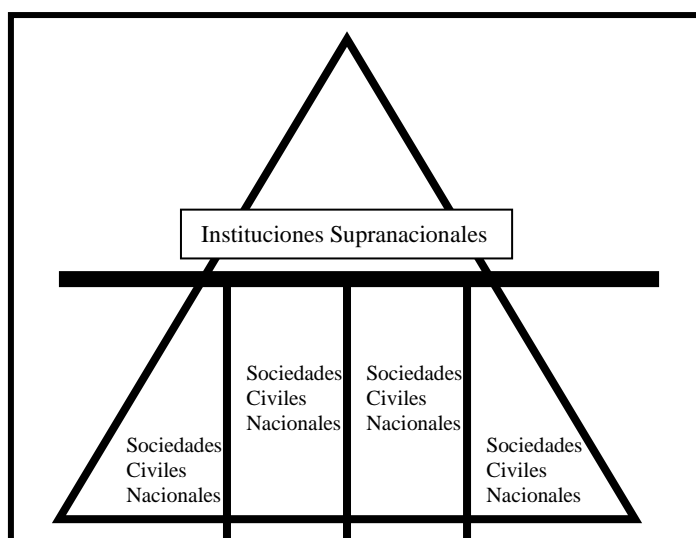 Instituciones Supranacionales
Sociedades
Civiles
Nacionales
Sociedades
Civiles
Nacionales
Sociedades
Civiles
Nacionales
Sociedades
Civiles
Nacionales